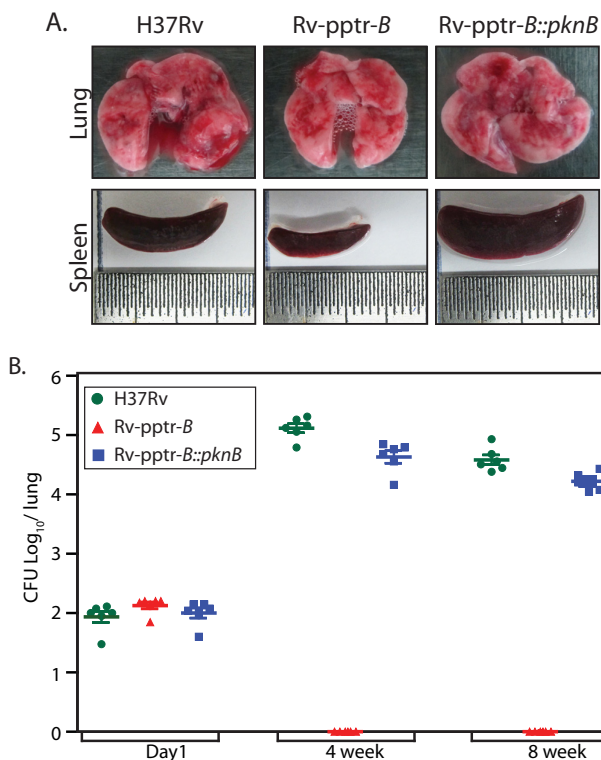 A.
H37Rv Rv-pptr-B Rv-pptr-B::pknB
Lung
Spleen
B.
6
5
4
3
2
1
0
CFU Log10/ lung
H37Rv
Rv-pptr-B
Rv-pptr-B::pknB
Day1 4 week 8 week